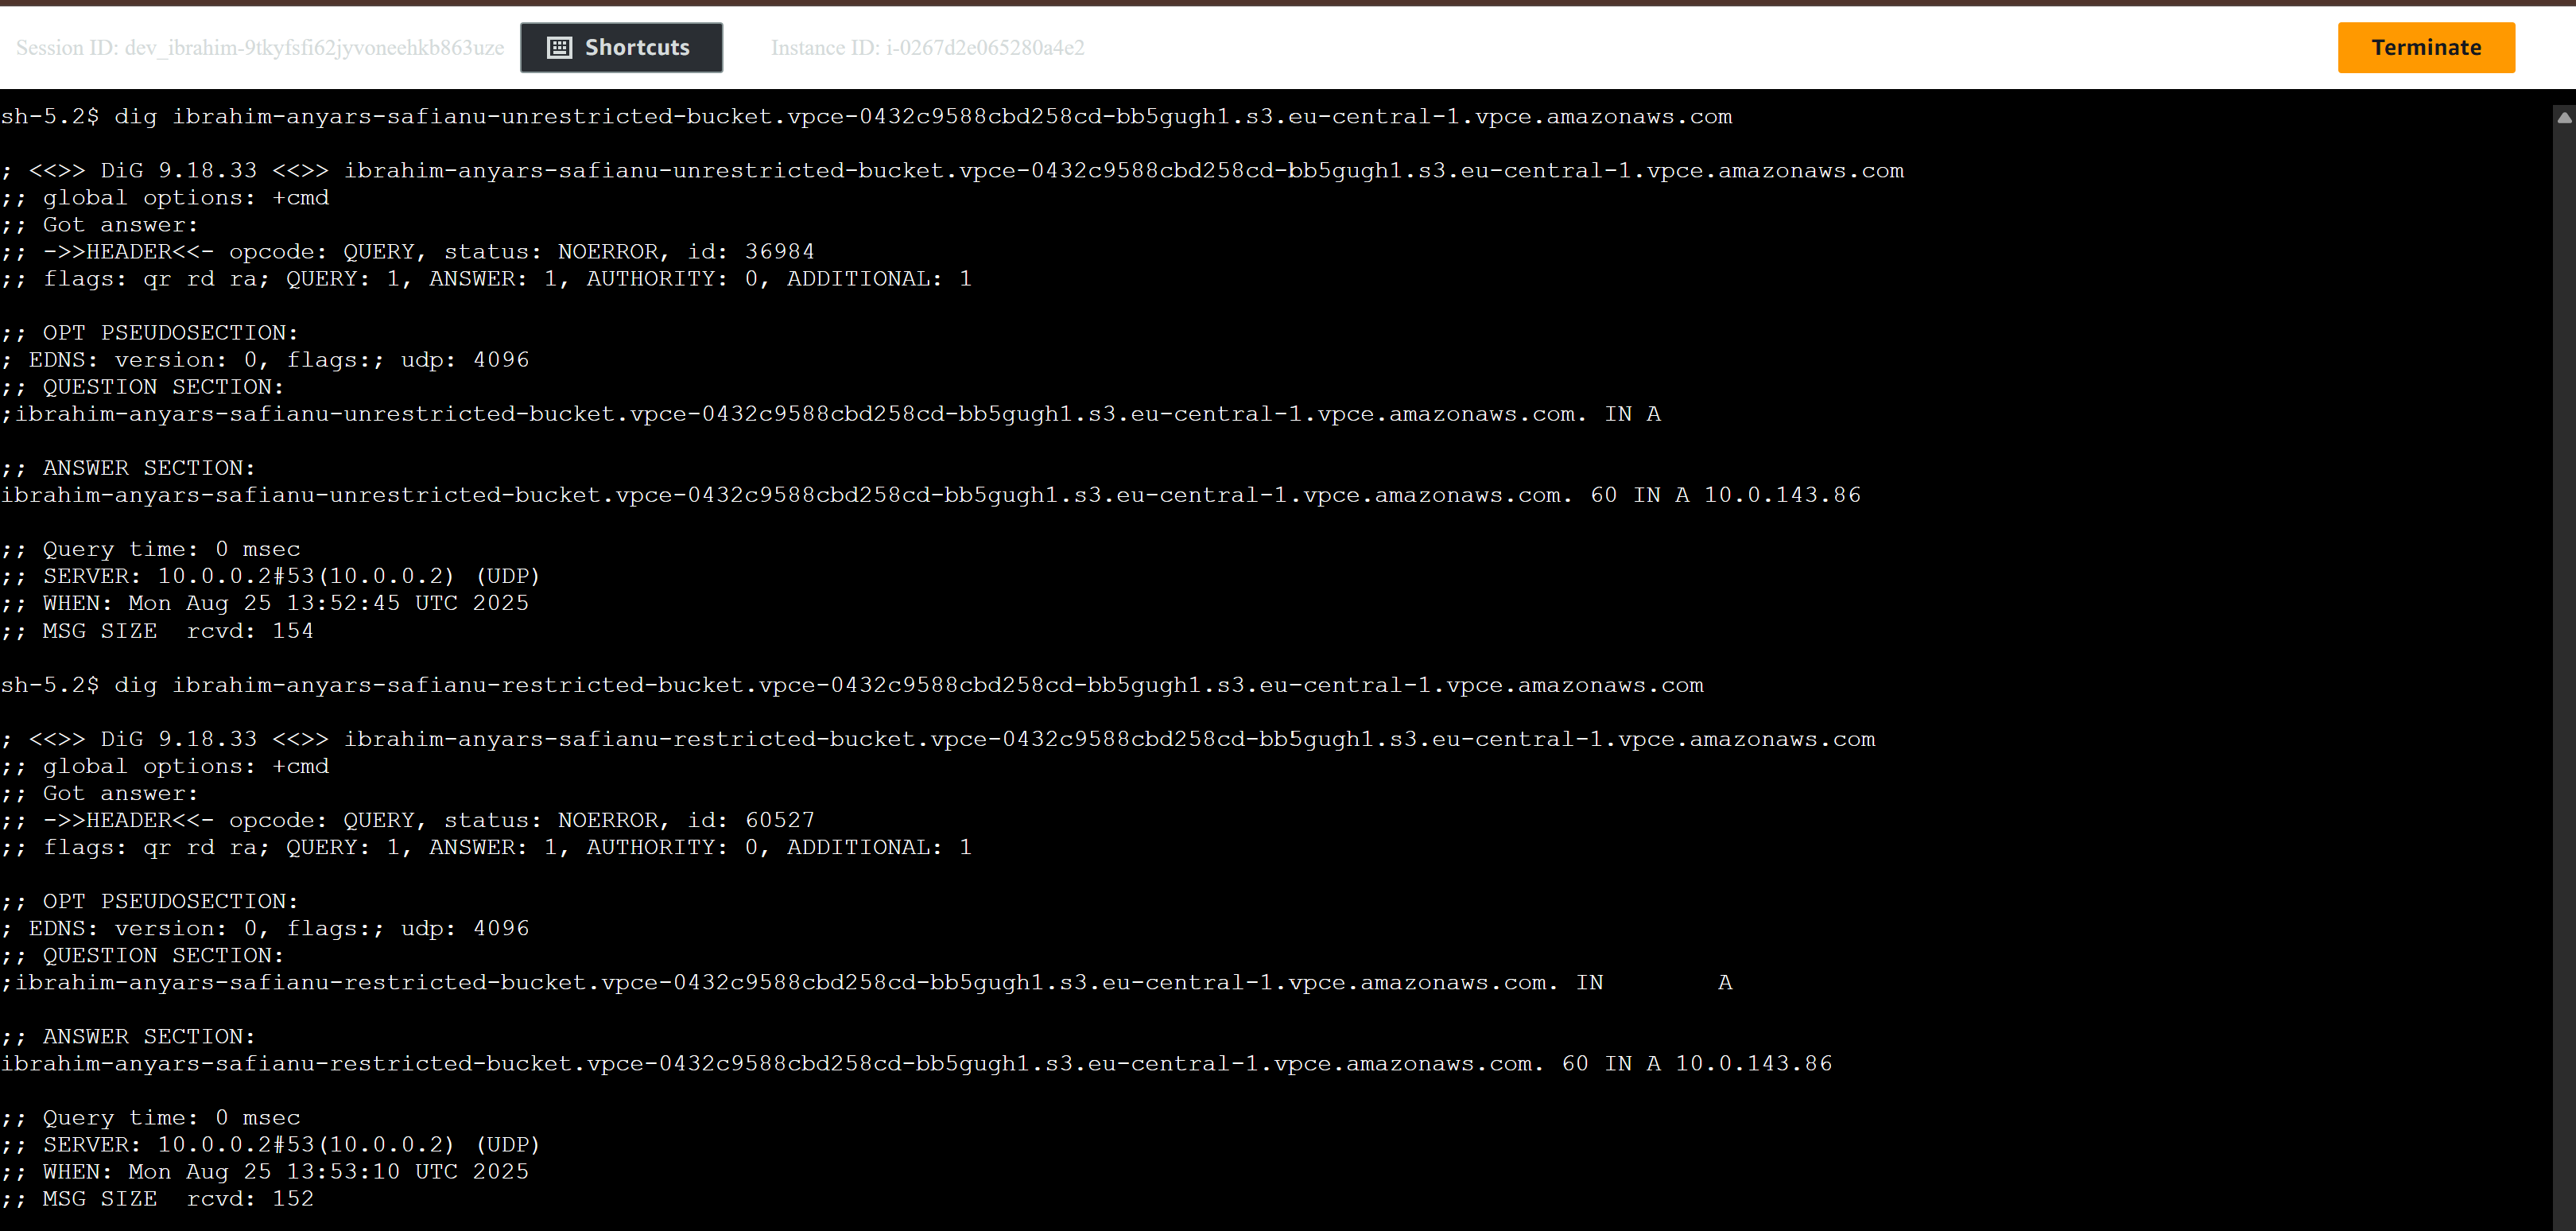 Session ID: dev_ibrahim-9tkyfsfi62jyvoneehkb863uze Shortcuts Instance ID: i-0267d2e065280a4e2 Terminate
sh-5.2$ dig ibrahim-anyars-safianu-unrestricted-bucket.vpce-0432c9588cbd258cd-bb5gugh1.s3.eu-central-1.vpce.amazonaws.com
; <<>> DiG 9.18.33 <<>> ibrahim-anyars-safianu-unrestricted-bucket.vpce-0432c9588cbd258cd-bb5gugh1.s3.eu-central-1.vpce.amazonaws.com
;; global options: +cmd
;; Got answer:
;; ->>HEADER<<- opcode: QUERY, status: NOERROR, id: 36984
;; flags: qr rd ra; QUERY: 1, ANSWER: 1, AUTHORITY: 0, ADDITIONAL: 1
;; OPT PSEUDOSECTION:
; EDNS: version: 0, flags:; udp: 4096
;; QUESTION SECTION:
;ibrahim-anyars-safianu-unrestricted-bucket.vpce-0432c9588cbd258cd-bb5gugh1.s3.eu-central-1.vpce.amazonaws.com. IN A
;; ANSWER SECTION:
ibrahim-anyars-safianu-unrestricted-bucket.vpce-0432c9588cbd258cd-bb5gugh1.s3.eu-central-1.vpce.amazonaws.com. 60 IN A 10.0.143.86
;; Query time: 0 msec
;; SERVER: 10.0.0.2#53(10.0.0.2) (UDP)
;; WHEN: Mon Aug 25 13:52:45 UTC 2025
;; MSG SIZE  rcvd: 154
sh-5.2$ dig ibrahim-anyars-safianu-restricted-bucket.vpce-0432c9588cbd258cd-bb5gugh1.s3.eu-central-1.vpce.amazonaws.com
; <<>> DiG 9.18.33 <<>> ibrahim-anyars-safianu-restricted-bucket.vpce-0432c9588cbd258cd-bb5gugh1.s3.eu-central-1.vpce.amazonaws.com
;; global options: +cmd
;; Got answer:
;; ->>HEADER<<- opcode: QUERY, status: NOERROR, id: 60527
;; flags: qr rd ra; QUERY: 1, ANSWER: 1, AUTHORITY: 0, ADDITIONAL: 1
;; OPT PSEUDOSECTION:
; EDNS: version: 0, flags:; udp: 4096
;; QUESTION SECTION:
;ibrahim-anyars-safianu-restricted-bucket.vpce-0432c9588cbd258cd-bb5gugh1.s3.eu-central-1.vpce.amazonaws.com. IN        A
;; ANSWER SECTION:
ibrahim-anyars-safianu-restricted-bucket.vpce-0432c9588cbd258cd-bb5gugh1.s3.eu-central-1.vpce.amazonaws.com. 60 IN A 10.0.143.86
;; Query time: 0 msec
;; SERVER: 10.0.0.2#53(10.0.0.2) (UDP)
;; WHEN: Mon Aug 25 13:53:10 UTC 2025
;; MSG SIZE  rcvd: 152